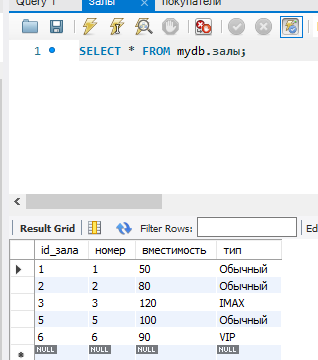 Query 1 залы x покупатели
1 SELECT * FROM mydb.залы;
Result Grid Filter Rows: Ed
id_зала номер вместимость тип
1 1 50 Обычный
2 2 80 Обычный
3 3 120 IMAX
5 5 100 Обычный
6 6 90 VIP
NULL NULL NULL NULL